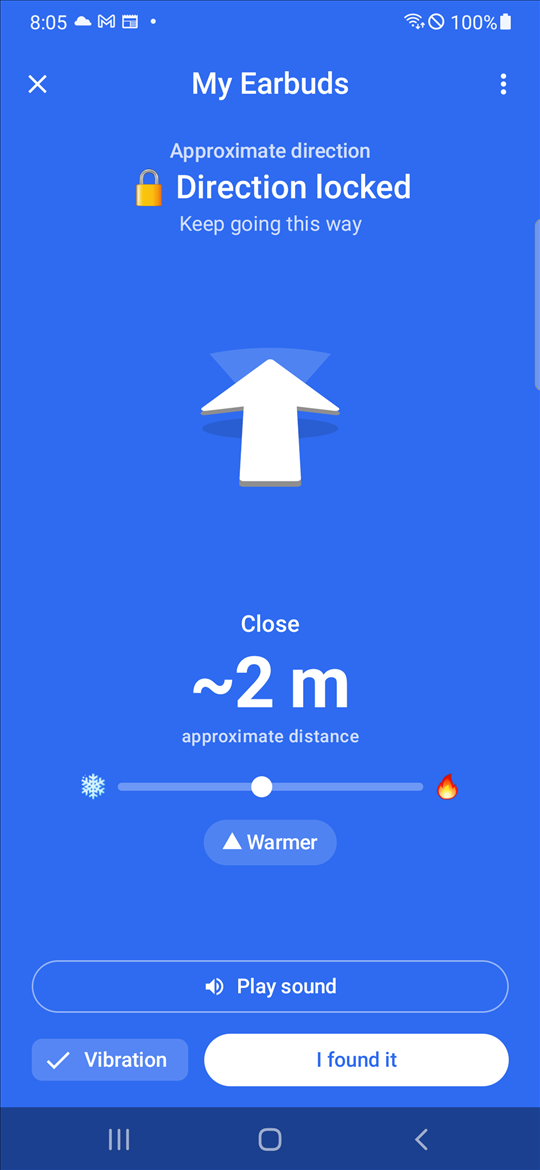 8:05
100%
My Earbuds
Approximate direction
🔒 Direction locked
Keep going this way
Close
~2 m
approximate distance
Warmer
Play sound
Vibration
I found it